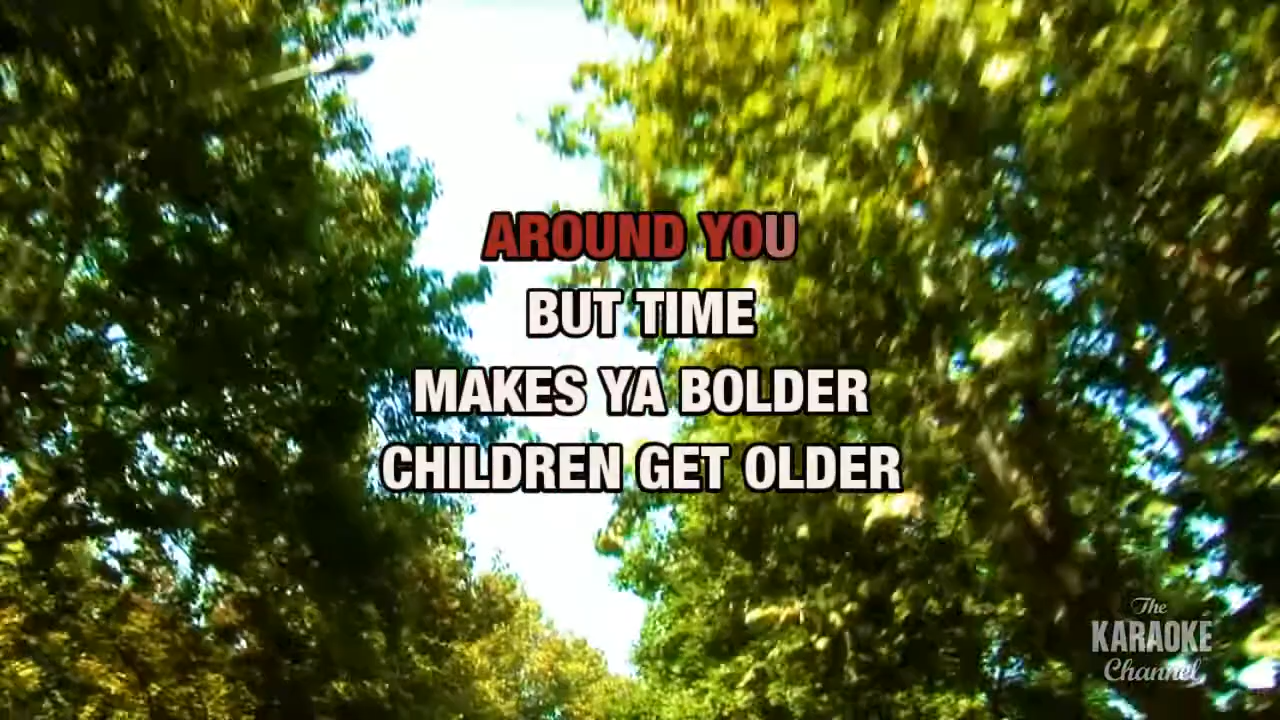 AROUND YOU
BUT TIME
MAKES YA BOLDER
CHILDREN GET OLDER
The
KARAOKE
Channel